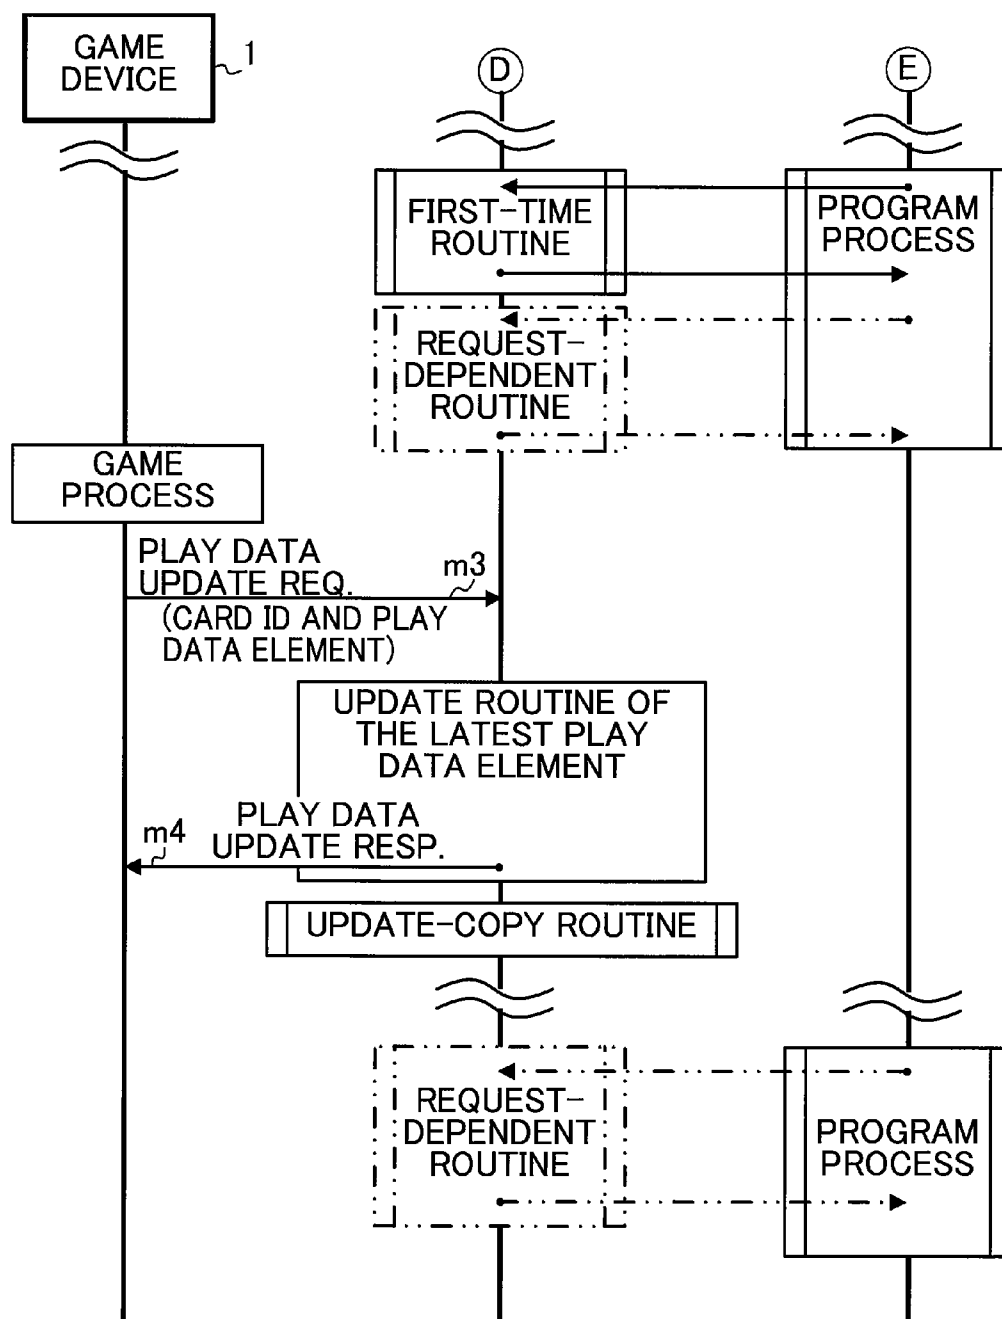 GAME
DEVICE
1
D
E
FIRST-TIME
ROUTINE
PROGRAM
PROCESS
REQUEST-
DEPENDENT
ROUTINE
GAME
PROCESS
PLAY DATA
UPDATE REQ.
m3
(CARD ID AND PLAY
DATA ELEMENT)
UPDATE ROUTINE OF
THE LATEST PLAY
DATA ELEMENT
PLAY DATA
UPDATE RESP.
m4
UPDATE-COPY ROUTINE
REQUEST-
DEPENDENT
ROUTINE
PROGRAM
PROCESS